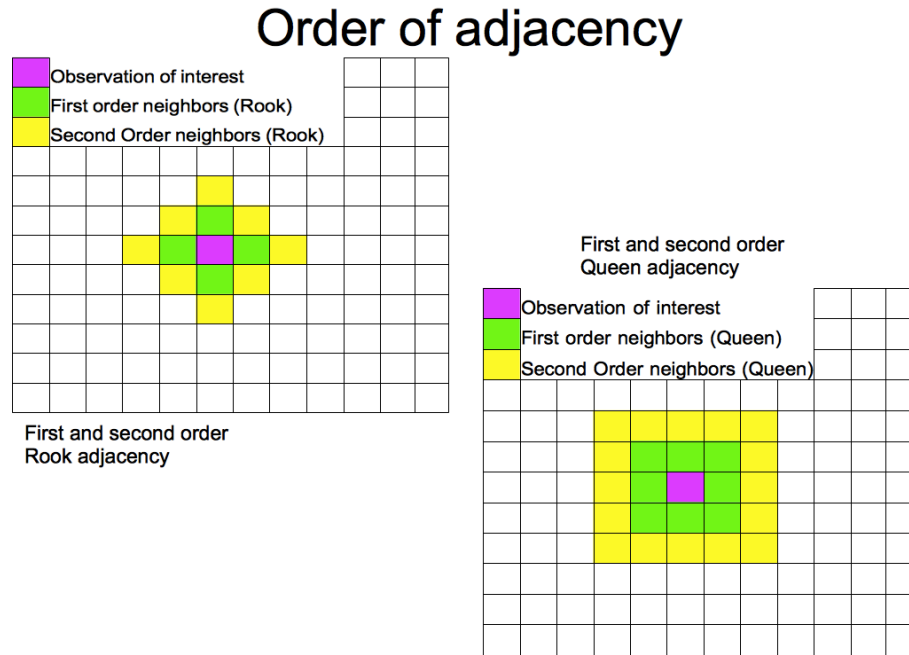 Order of adjacency
Observation of interest
First order neighbors (Rook)
Second Order neighbors (Rook)
First and second order
Rook adjacency
First and second order
Queen adjacency
Observation of interest
First order neighbors (Queen)
Second Order neighbors (Queen)